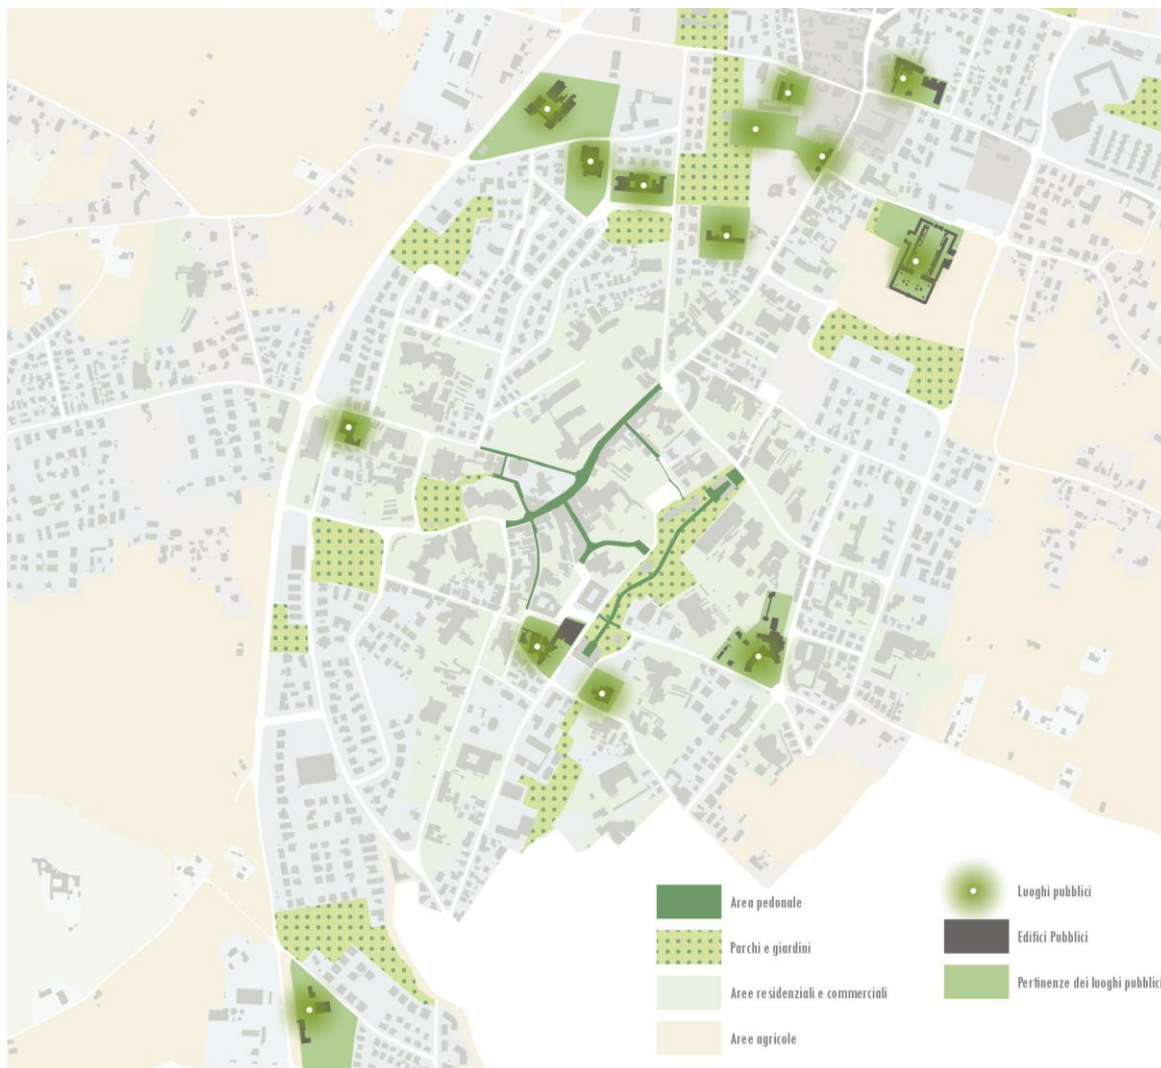 Area pedonale
Parchi e giardini
Aree residenziali e commerciali
Aree agricole
Luoghi pubblici
Edifici Pubblici
Pertinenze dei luoghi pubblici